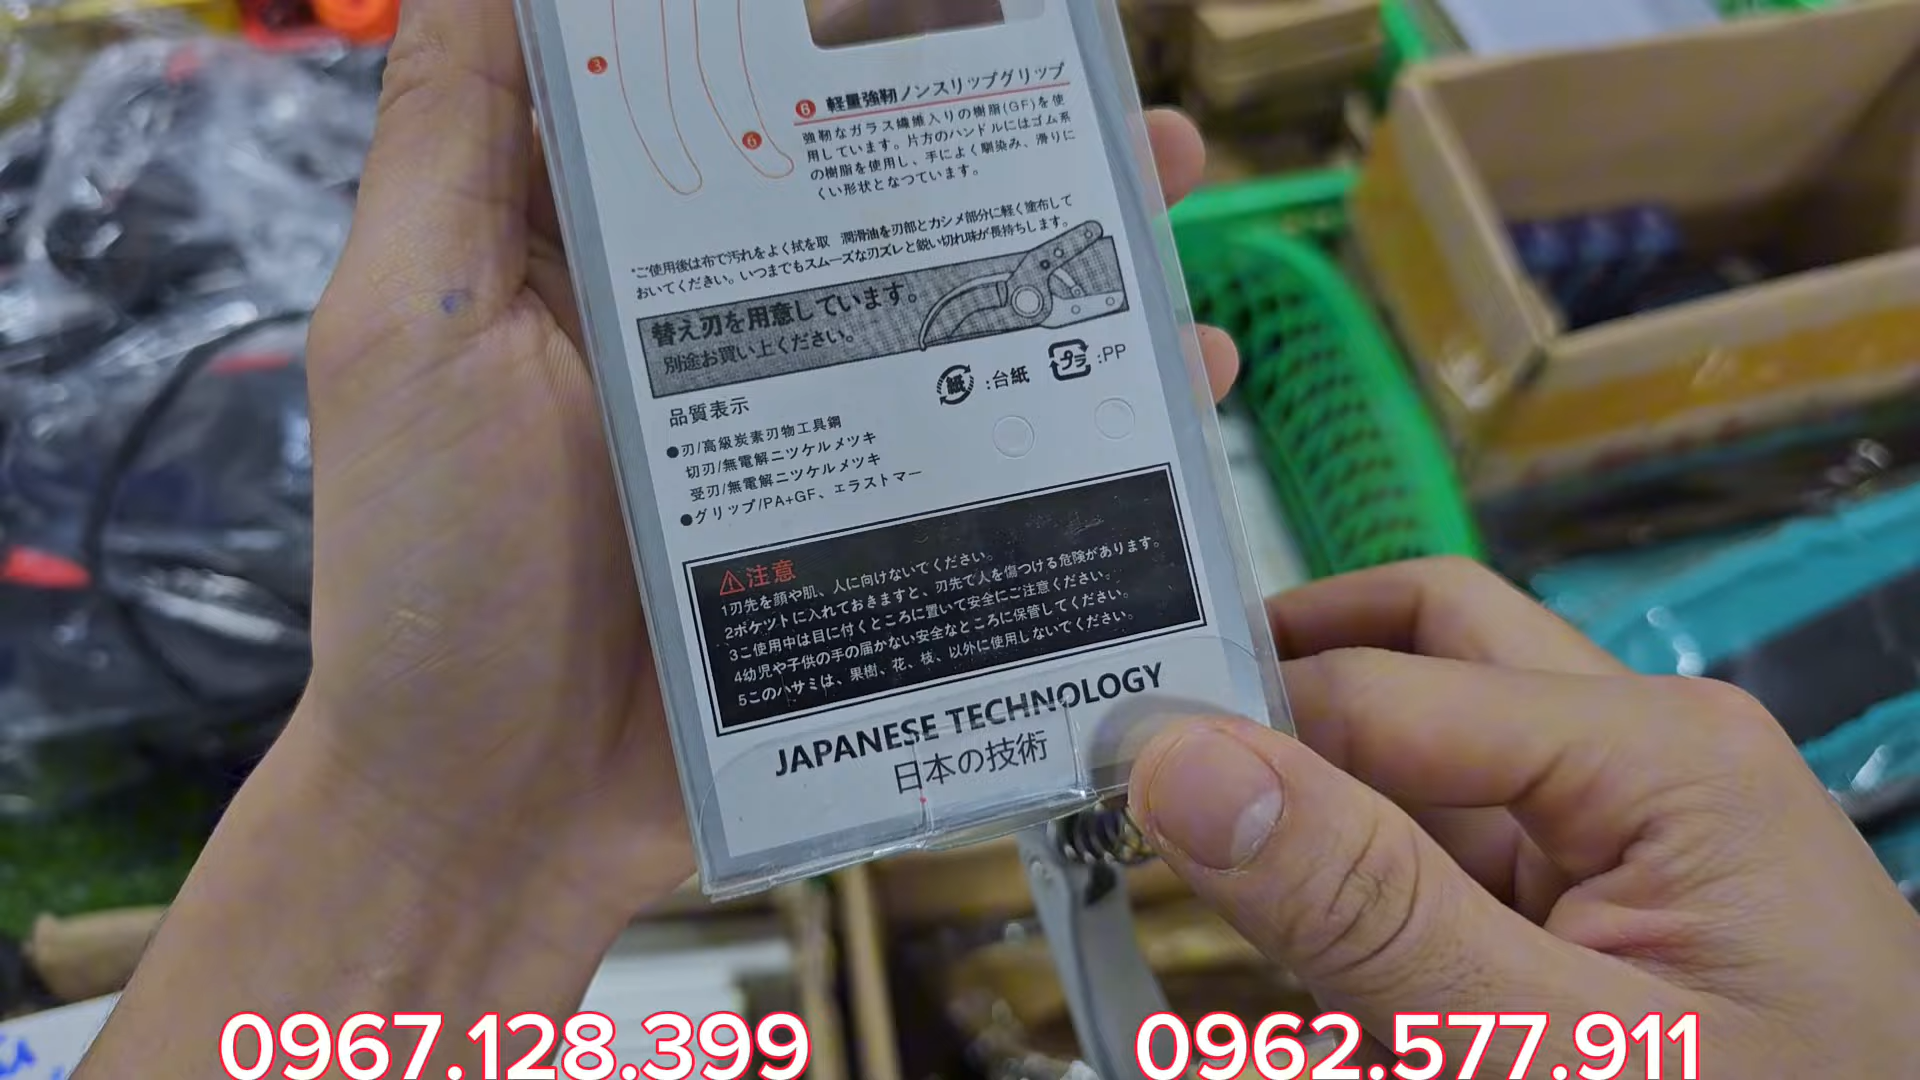 3
6
6 軽量強靭ノンスリップグリップ
強靭なガラス繊維入りの樹脂(GF)を使
用しています。片方のハンドルにはゴム系
の樹脂を使用し、手によく馴染み、滑りに
くい形状となつています。
*ご使用後は布で汚れをよく拭を取 潤滑油を刃部とカシメ部分に軽く塗布して
おいてください。いつまでもスムーズな刃ズレと鋭い切れ味が長持ちします。
替え刃を用意しています。
別途お買い上ください。
紙 :台紙 プラ :PP
品質表示
●刃/高級炭素刃物工具鋼
切刃/無電解ニツケルメツキ
受刃/無電解ニツケルメツキ
●グリップ/PA+GF、エラストマー
注意
1刃先を顔や肌、人に向けないでください。
2ポケツトに入れておきますと、刃先で人を傷つける危険があります。
3こ使用中は目に付くところに置いて安全にご注意ください。
4幼児や子供の手の届かない安全なところに保管してください。
5このハサミは、果樹、花、枝、以外に使用しないでください。
JAPANESE TECHNOLOGY
日本の技術
0967.128.399
0962.577.911